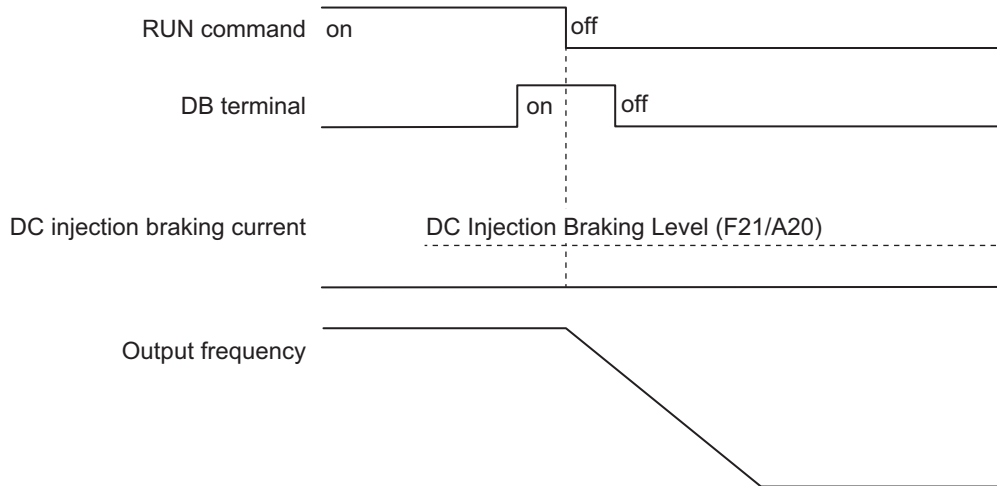 RUN command on off
DB terminal on off
DC injection braking current DC Injection Braking Level (F21/A20)
Output frequency